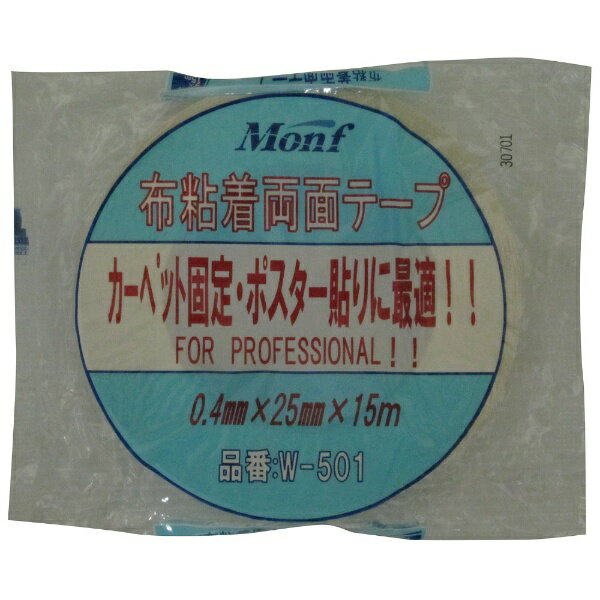 Monf
布粘着両面テープ
カーペット固定・ポスター貼りに最適！！
FOR PROFESSIONAL！！
0.4mm×25mm×15m
品番:W-501
30701